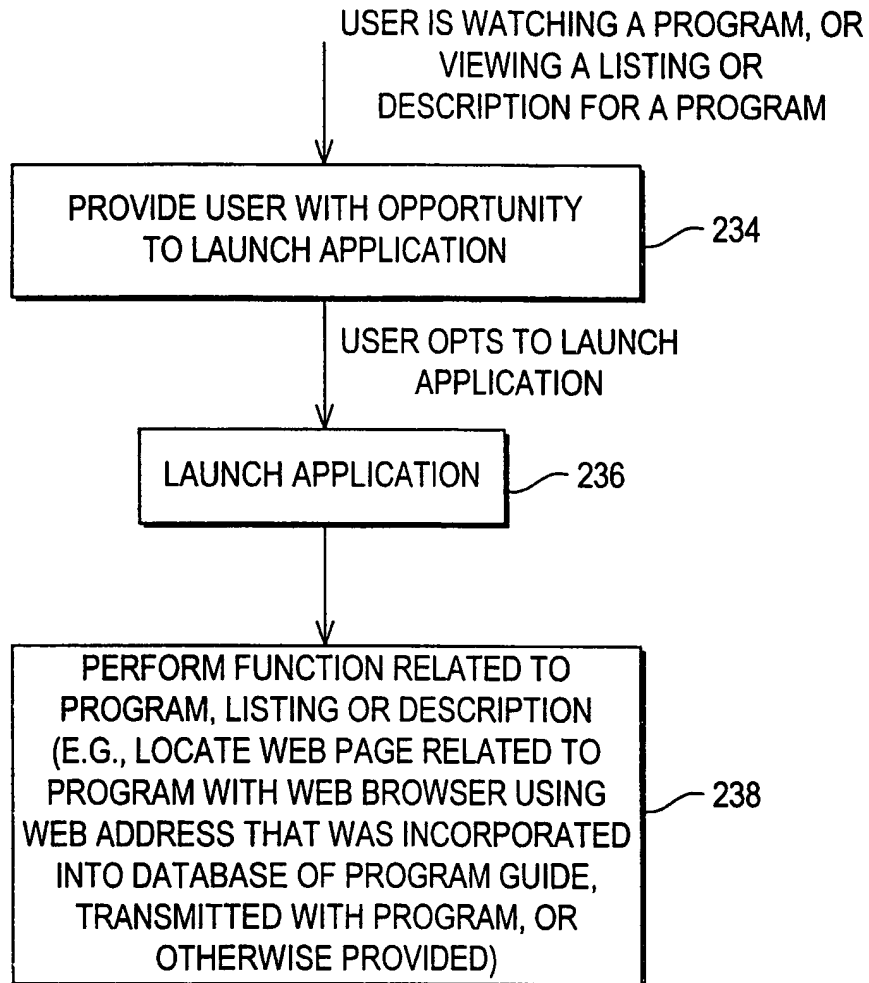 USER IS WATCHING A PROGRAM, OR
VIEWING A LISTING OR
DESCRIPTION FOR A PROGRAM
PROVIDE USER WITH OPPORTUNITY
TO LAUNCH APPLICATION
234
USER OPTS TO LAUNCH
APPLICATION
LAUNCH APPLICATION
236
PERFORM FUNCTION RELATED TO
PROGRAM, LISTING OR DESCRIPTION
(E.G., LOCATE WEB PAGE RELATED TO
PROGRAM WITH WEB BROWSER USING
WEB ADDRESS THAT WAS INCORPORATED
INTO DATABASE OF PROGRAM GUIDE,
TRANSMITTED WITH PROGRAM, OR
OTHERWISE PROVIDED)
238